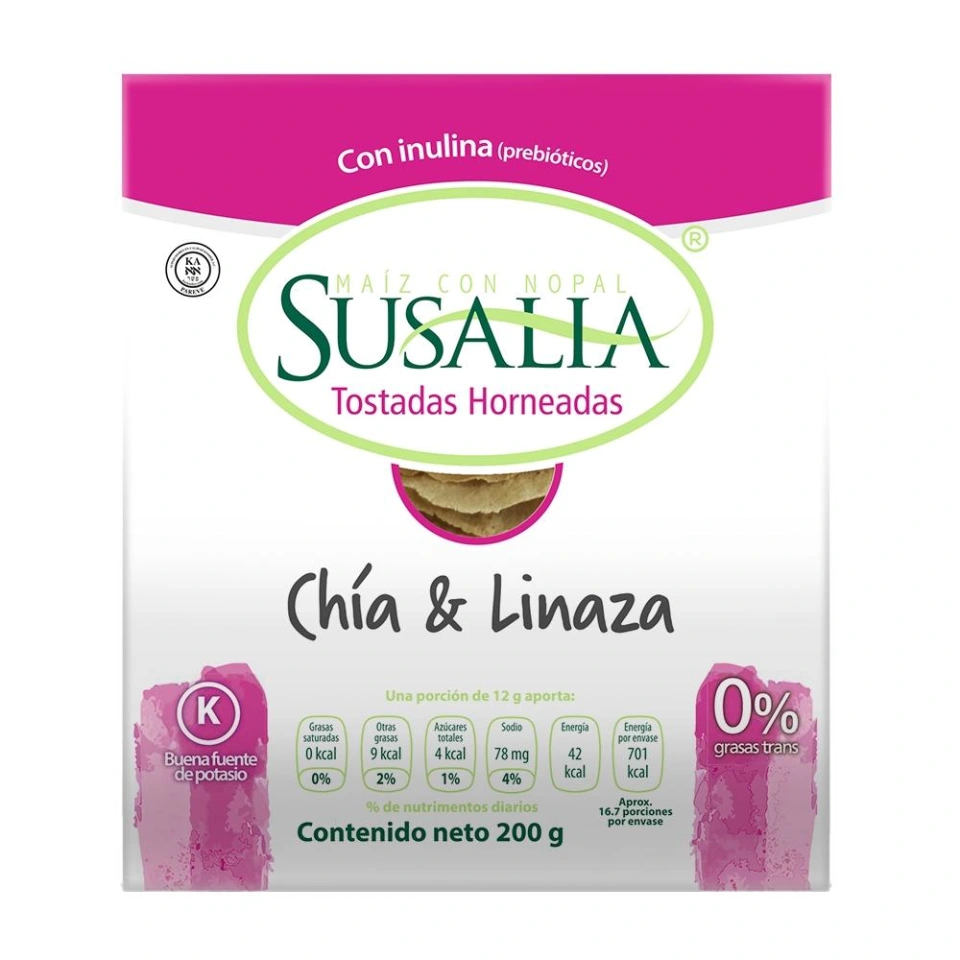 Con inulina (prebióticos)
KA
PAREVE
®
MAÍZ CON NOPAL
SUSALIA
Tostadas Horneadas
Chía & Linaza
K
Buena fuente
de potasio
0%
grasas trans
Una porción de 12 g aporta:
Grasas saturadas 0 kcal 0%
Otras grasas 9 kcal 2%
Azúcares totales 4 kcal 1%
Sodio 78 mg 4%
Energía 42 kcal
Energía por envase 701 kcal
% de nutrimentos diarios
Aprox.
16.7 porciones
por envase
Contenido neto 200 g